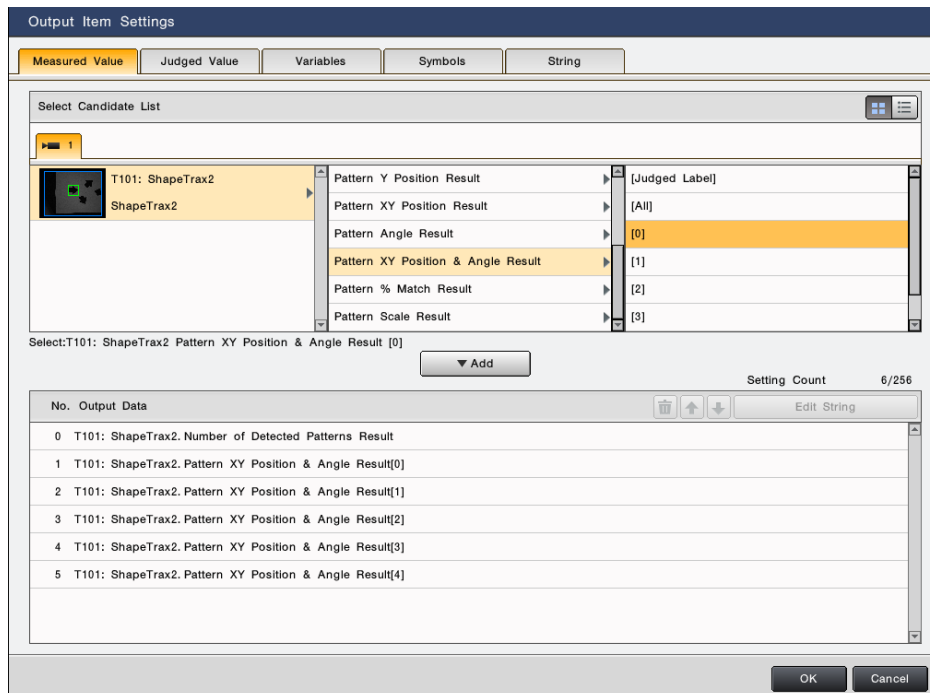 Output Item Settings
Measured Value Judged Value Variables Symbols String
Select Candidate List
1
T101: ShapeTrax2
ShapeTrax2
Pattern Y Position Result
Pattern XY Position Result
Pattern Angle Result
Pattern XY Position & Angle Result
Pattern % Match Result
Pattern Scale Result
[Judged Label]
[All]
[0]
[1]
[2]
[3]
Select:T101: ShapeTrax2 Pattern XY Position & Angle Result [0]
Add
Setting Count 6/256
No. Output Data Edit String
0 T101: ShapeTrax2. Number of Detected Patterns Result
1 T101: ShapeTrax2. Pattern XY Position & Angle Result[0]
2 T101: ShapeTrax2. Pattern XY Position & Angle Result[1]
3 T101: ShapeTrax2. Pattern XY Position & Angle Result[2]
4 T101: ShapeTrax2. Pattern XY Position & Angle Result[3]
5 T101: ShapeTrax2. Pattern XY Position & Angle Result[4]
OK Cancel